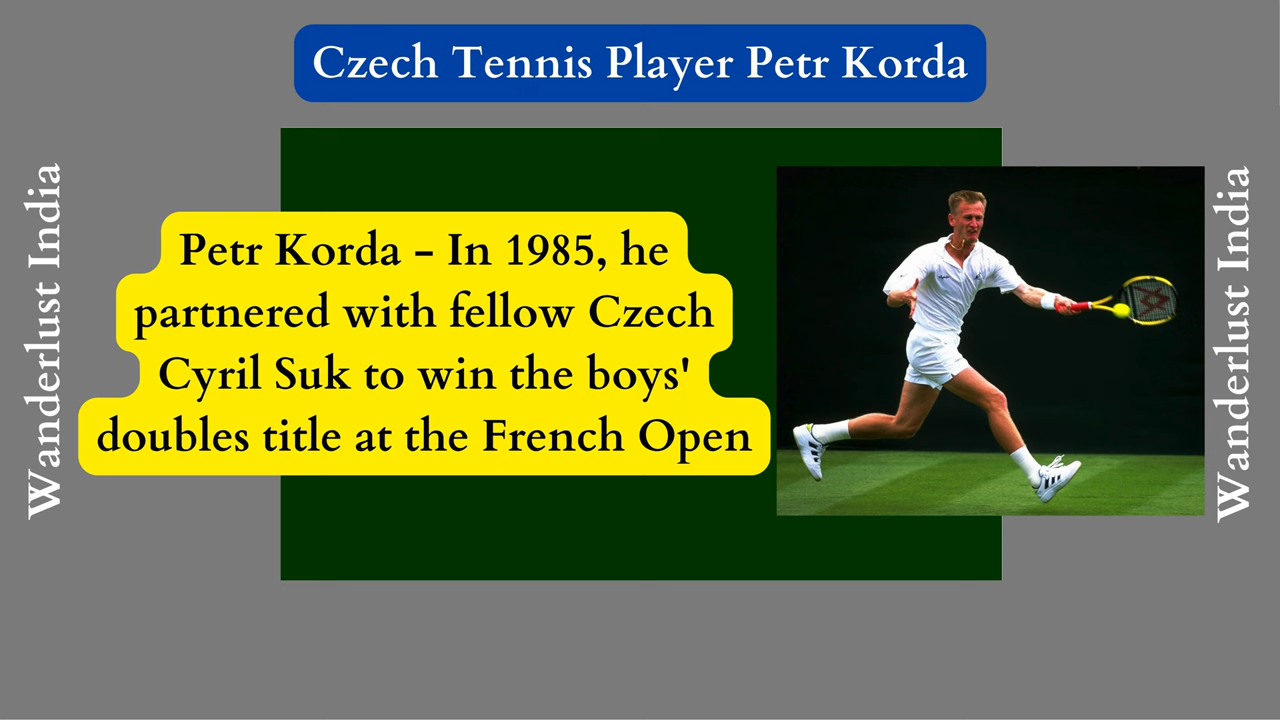 Czech Tennis Player Petr Korda
Wanderlust India
Petr Korda - In 1985, he
partnered with fellow Czech
Cyril Suk to win the boys'
doubles title at the French Open
Wanderlust India